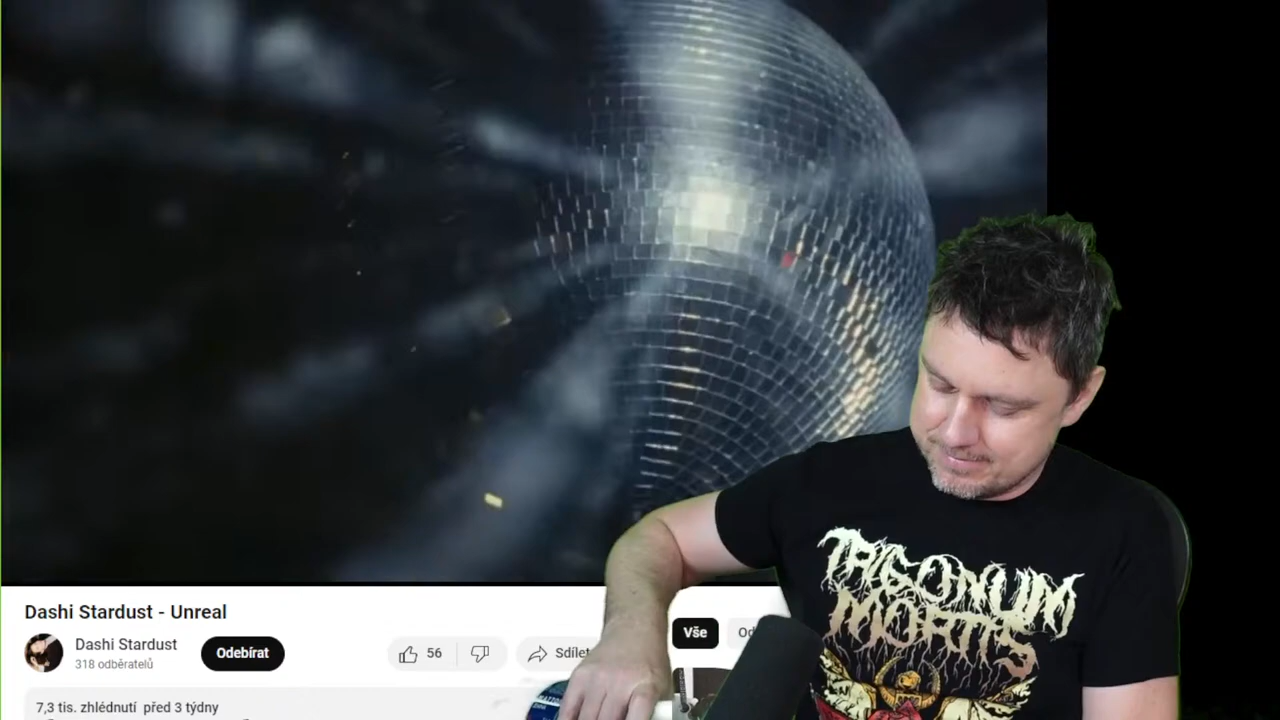 Dashi Stardust - Unreal
Dashi Stardust
318 odběratelů
Odebírat
56
Sdílet
Vše
7,3 tis. zhlédnutí před 3 týdny
TRIGONUM
MORTIS